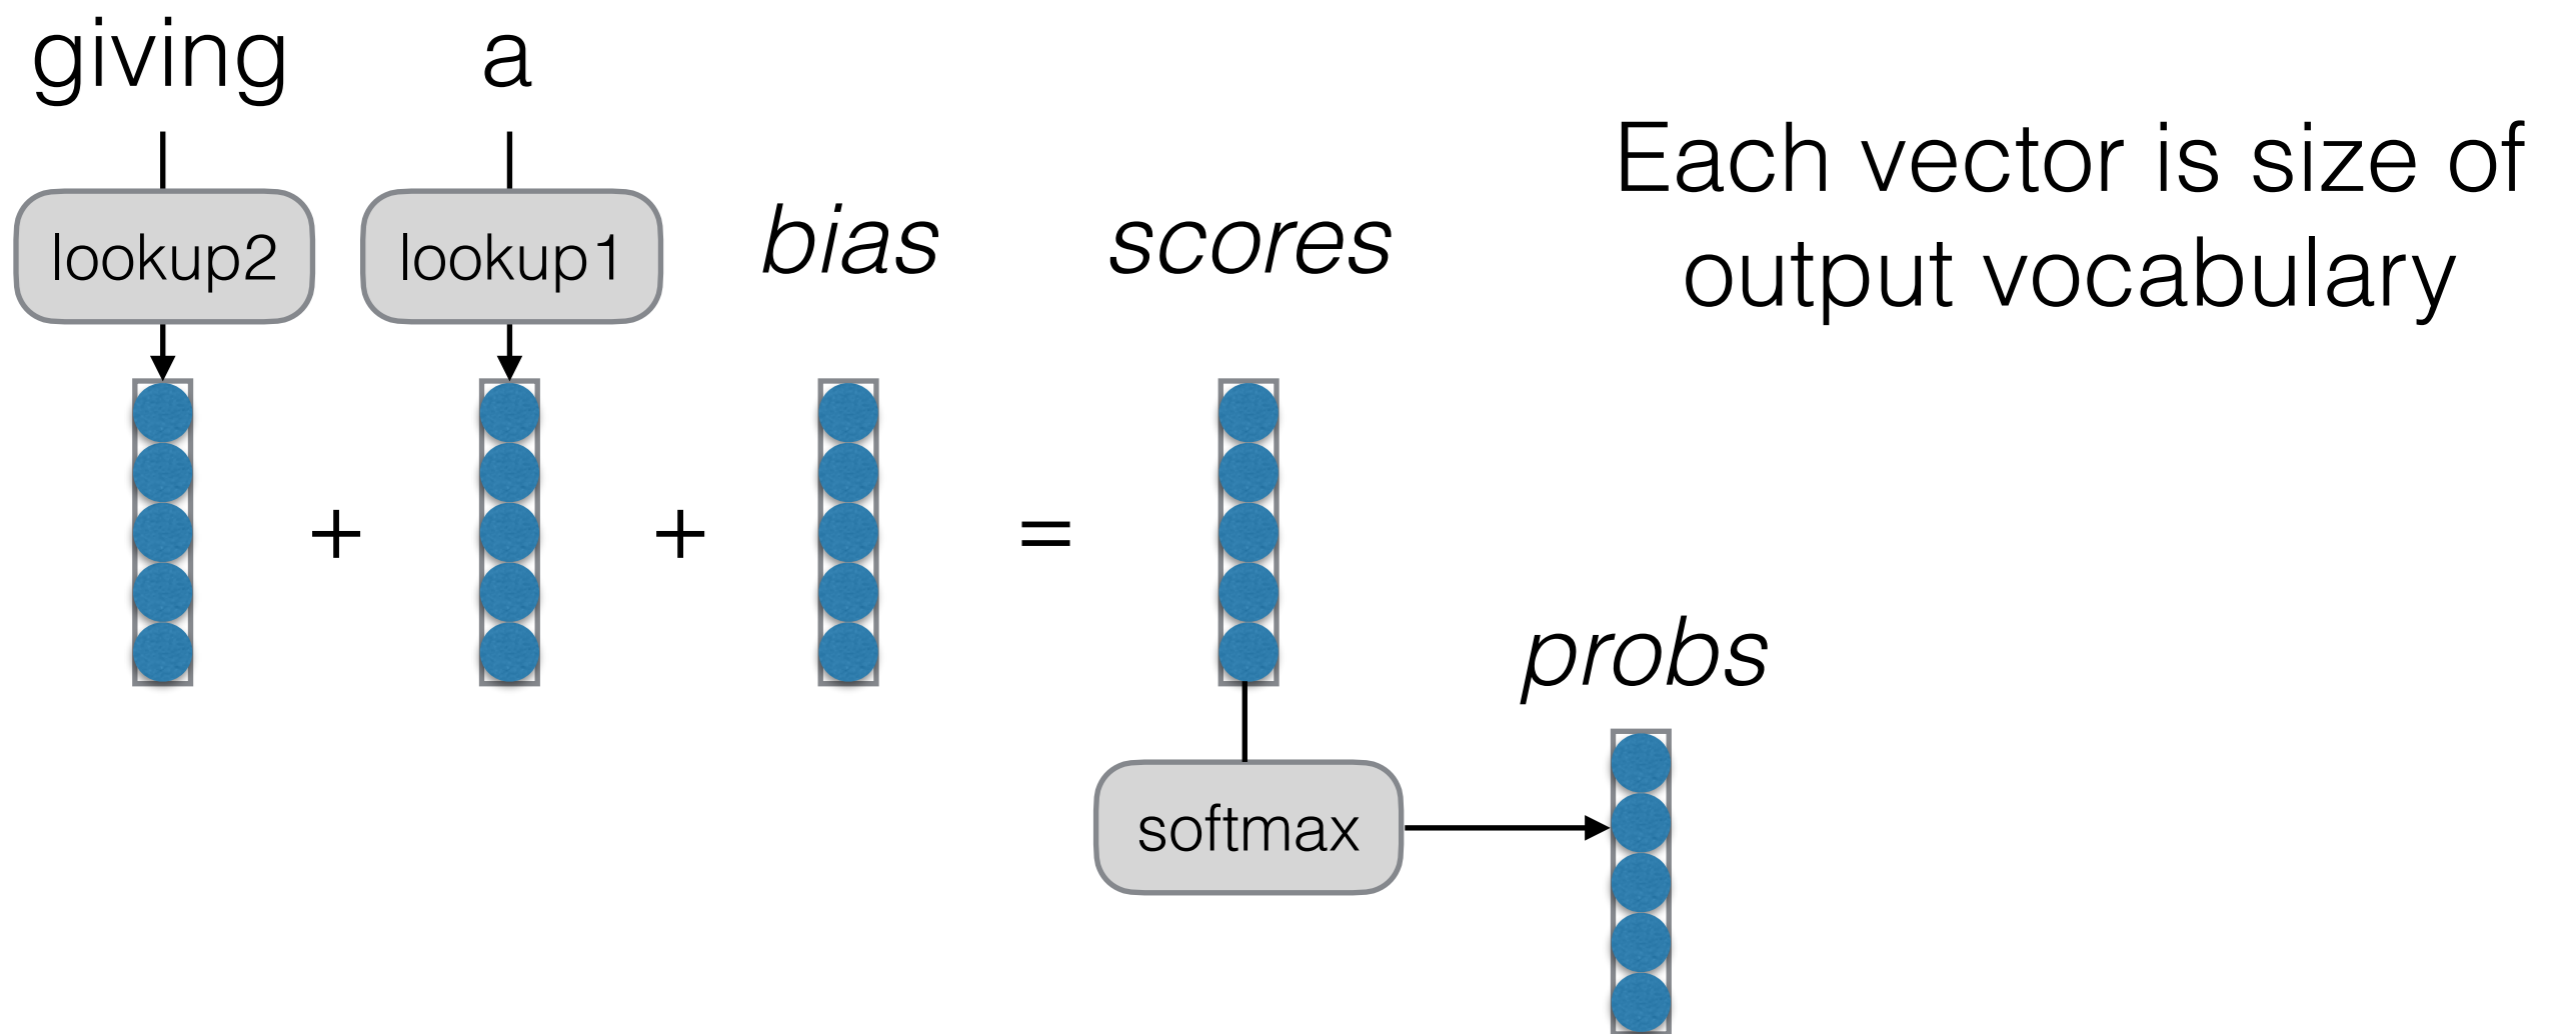 giving a
lookup2 lookup1 bias scores
Each vector is size of
output vocabulary
+ + =
probs
softmax